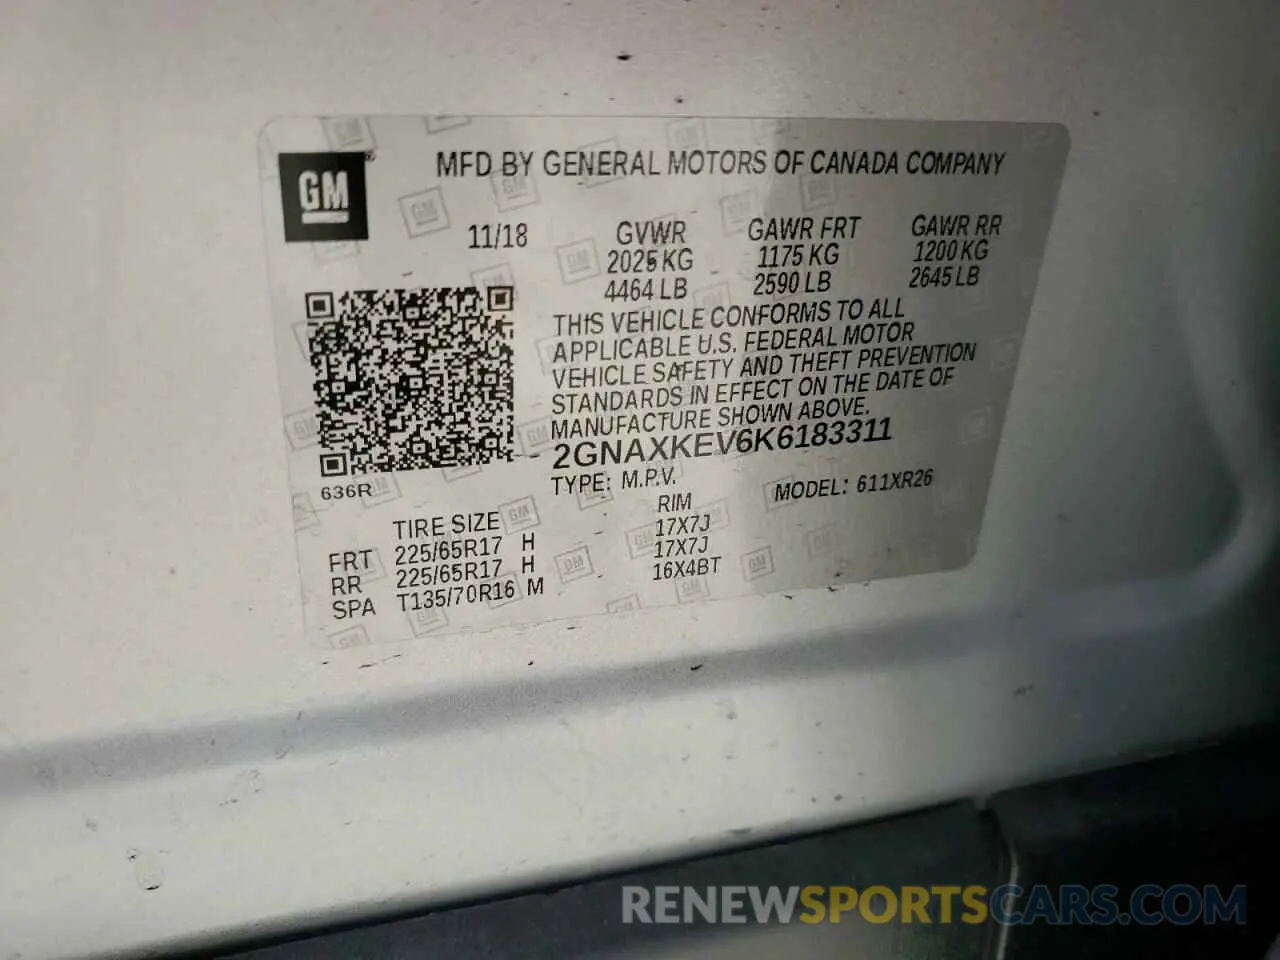 GM
MFD BY GENERAL MOTORS OF CANADA COMPANY
11/18 GVWR GAWR FRT GAWR RR
2025 KG 1175 KG 1200 KG
4464 LB 2590 LB 2645 LB
THIS VEHICLE CONFORMS TO ALL
APPLICABLE U.S. FEDERAL MOTOR
VEHICLE SAFETY AND THEFT PREVENTION
STANDARDS IN EFFECT ON THE DATE OF
MANUFACTURE SHOWN ABOVE.
2GNAXKEV6K6183311
TYPE: M.P.V. MODEL: 611XR26
636R
TIRE SIZE RIM
FRT 225/65R17 H 17X7J
RR 225/65R17 H 17X7J
SPA T135/70R16 M 16X4BT
RENEWSPORTSCARS.COM